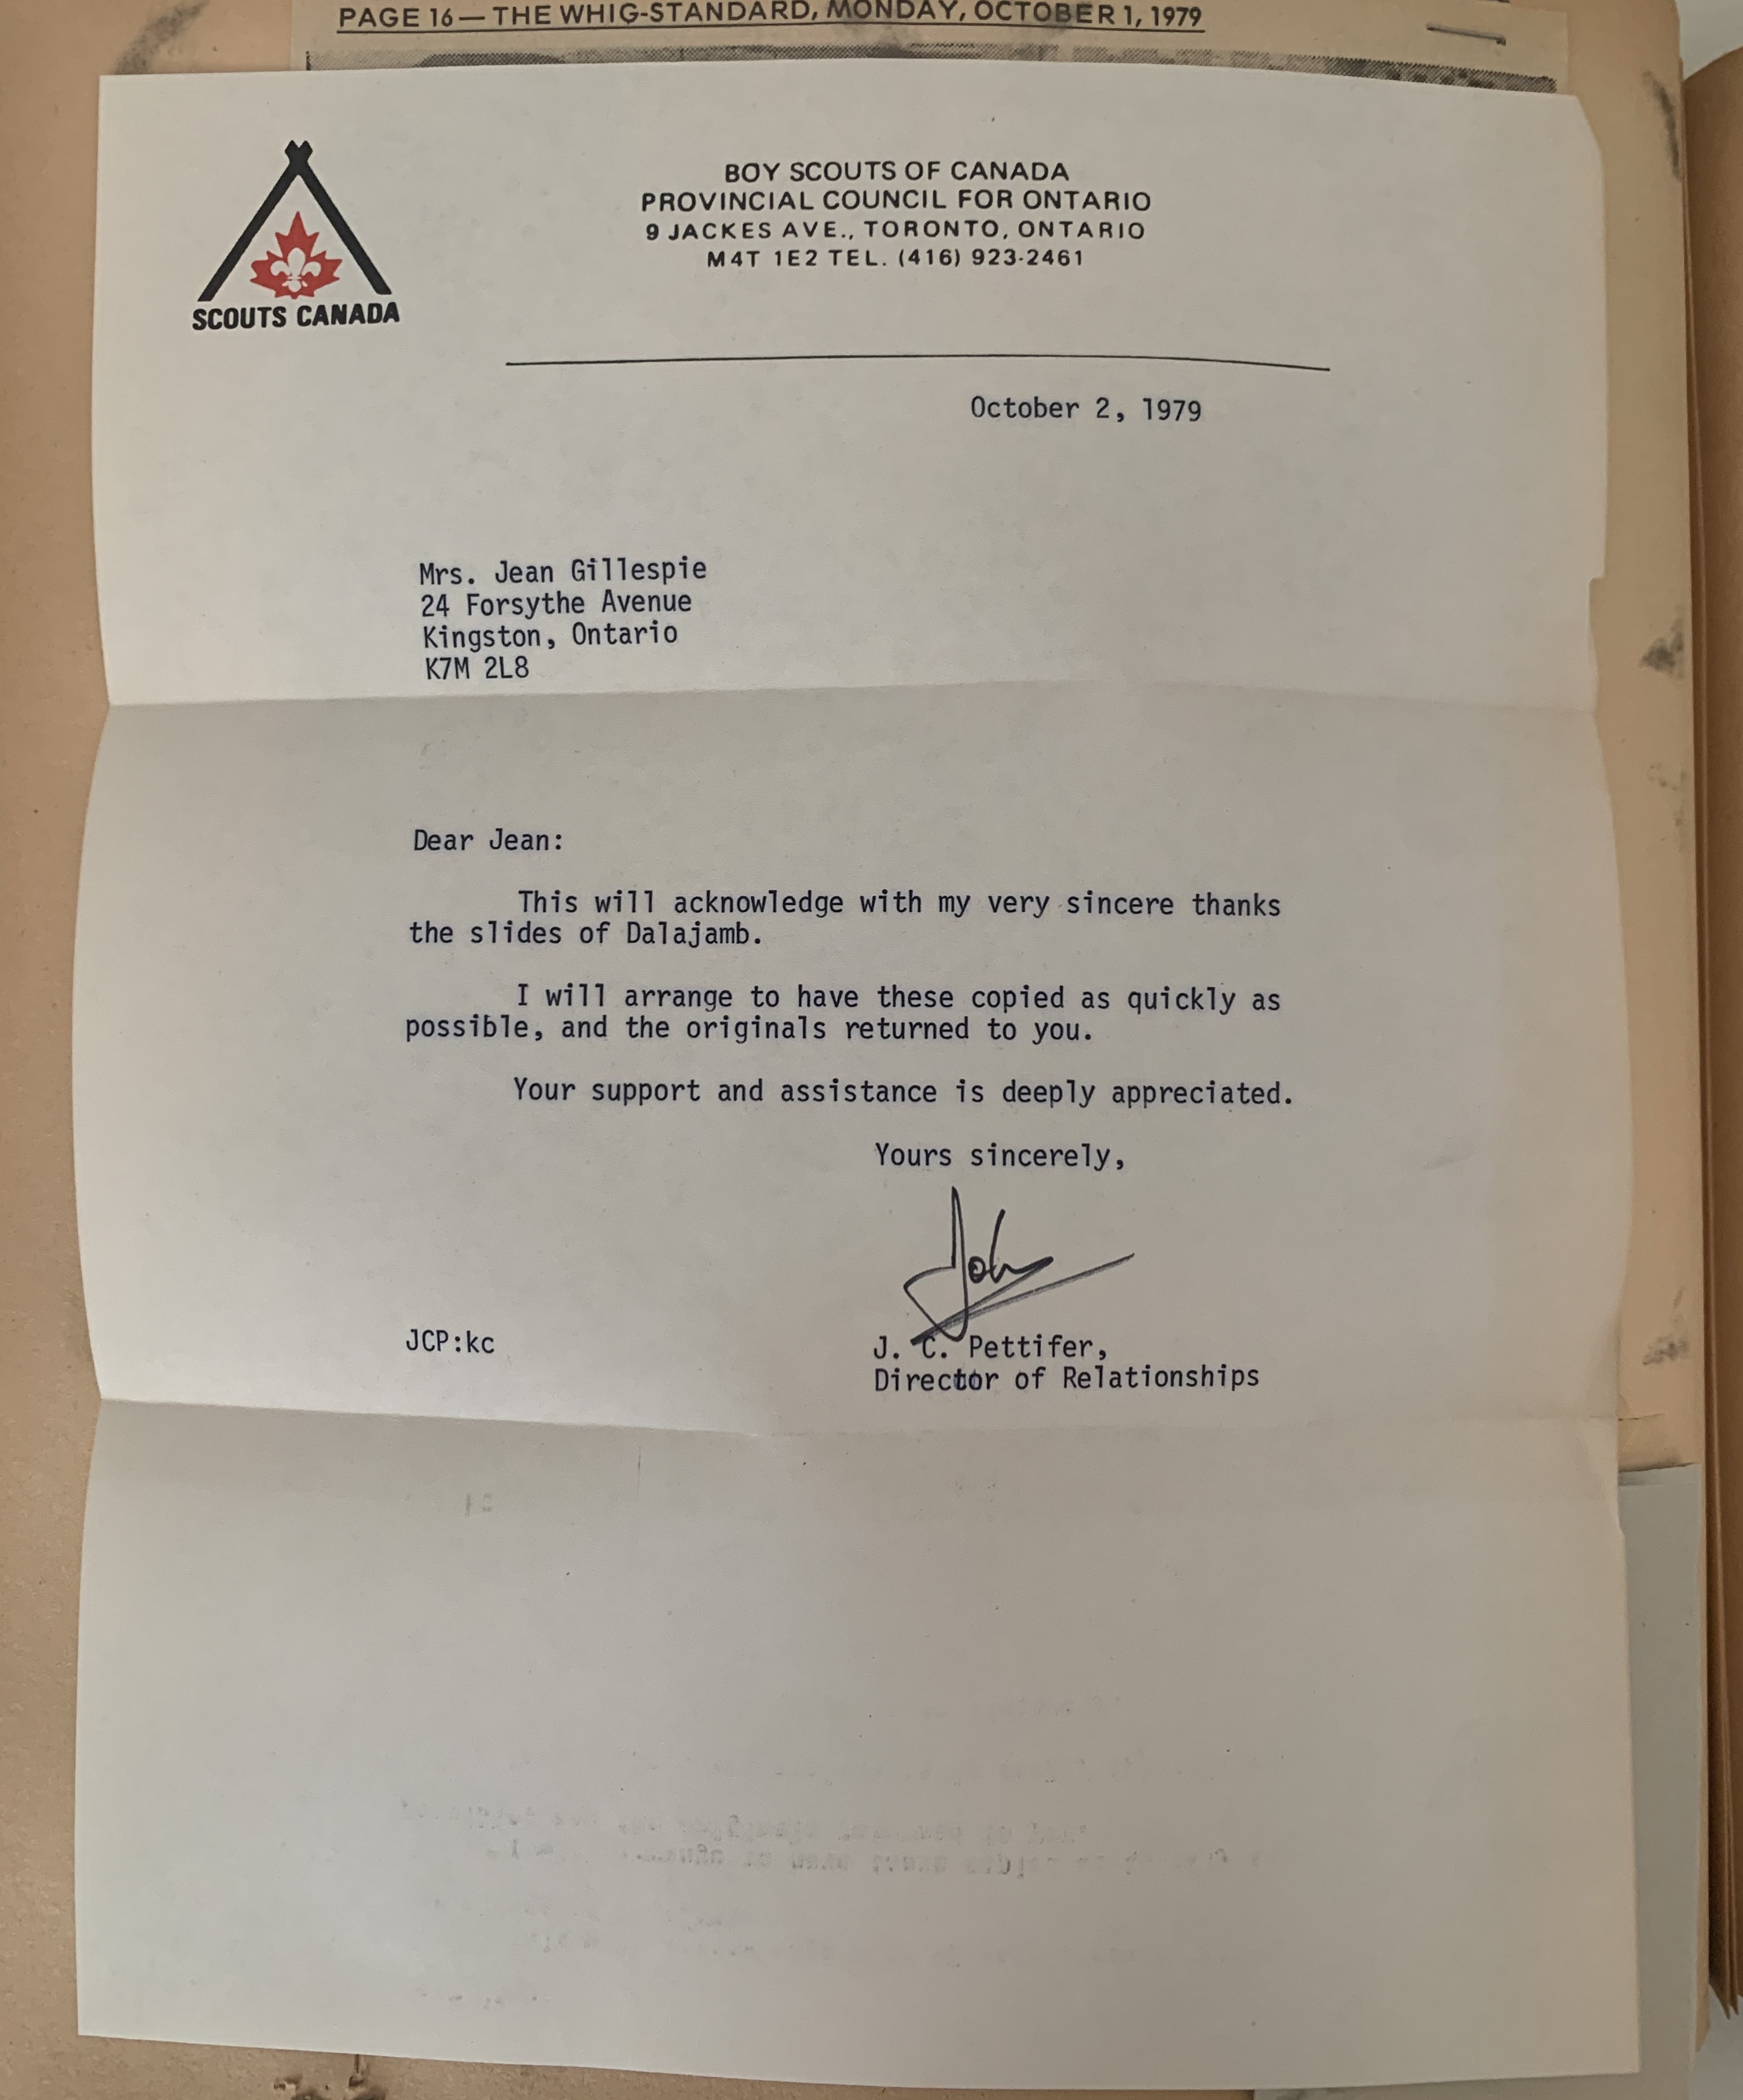 PAGE 16 — THE WHIG-STANDARD, MONDAY, OCTOBER 1, 1979
SCOUTS CANADA
BOY SCOUTS OF CANADA
PROVINCIAL COUNCIL FOR ONTARIO
9 JACKES AVE., TORONTO, ONTARIO
M4T 1E2 TEL. (416) 923-2461
October 2, 1979
Mrs. Jean Gillespie
24 Forsythe Avenue
Kingston, Ontario
K7M 2L8
Dear Jean:
This will acknowledge with my very sincere thanks
the slides of Dalajamb.
I will arrange to have these copied as quickly as
possible, and the originals returned to you.
Your support and assistance is deeply appreciated.
Yours sincerely,
John
JCP:kc
J. C. Pettifer,
Director of Relationships